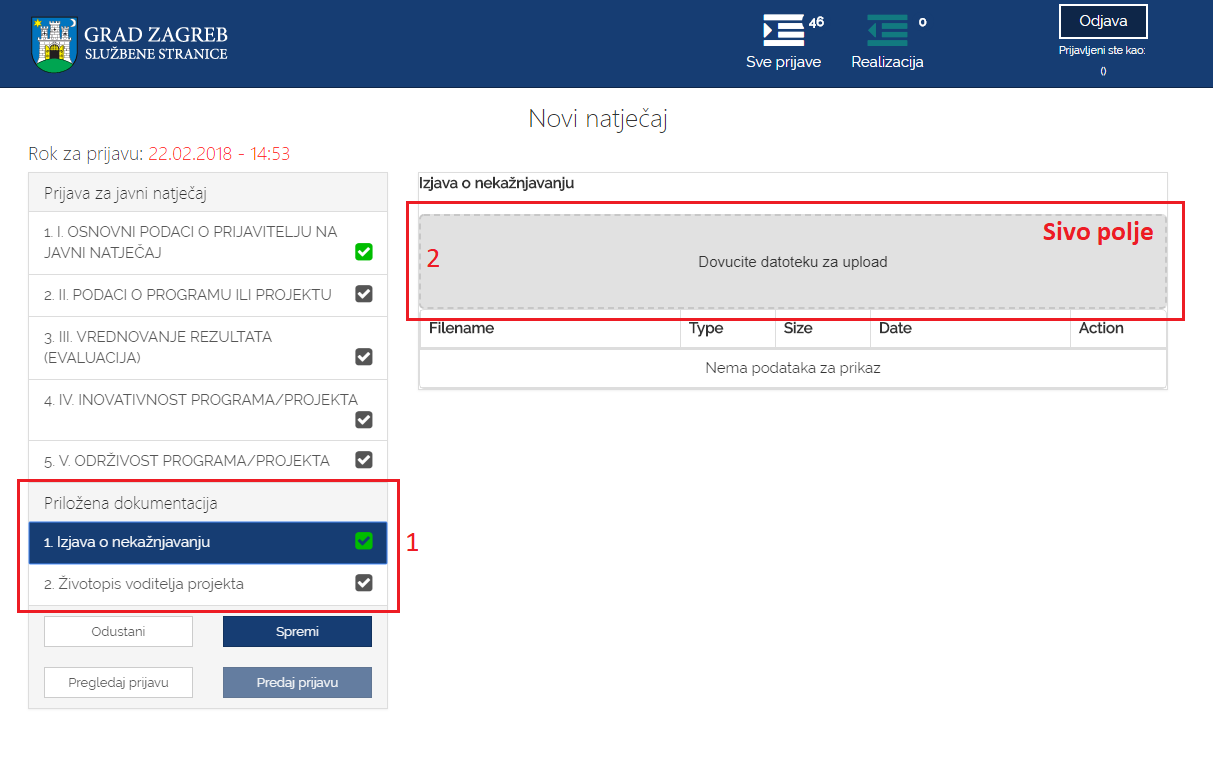 GRAD ZAGREB
SLUŽBENE STRANICE
46
Sve prijave
0
Realizacija
Odjava
Prijavljeni ste kao:
()
Novi natječaj
Rok za prijavu: 22.02.2018 - 14:53
Prijava za javni natječaj
1. I. OSNOVNI PODACI O PRIJAVITELJU NA
JAVNI NATJEČAJ
2. II. PODACI O PROGRAMU ILI PROJEKTU
3. III. VREDNOVANJE REZULTATA
(EVALUACIJA)
4. IV. INOVATIVNOST PROGRAMA/PROJEKTA
5. V. ODRŽIVOST PROGRAMA/PROJEKTA
Priložena dokumentacija
1. Izjava o nekažnjavanju
1
2. Životopis voditelja projekta
Odustani
Spremi
Pregledaj prijavu
Predaj prijavu
Izjava o nekažnjavanju
Sivo polje
2
Dovucite datoteku za upload
Filename Type Size Date Action
Nema podataka za prikaz